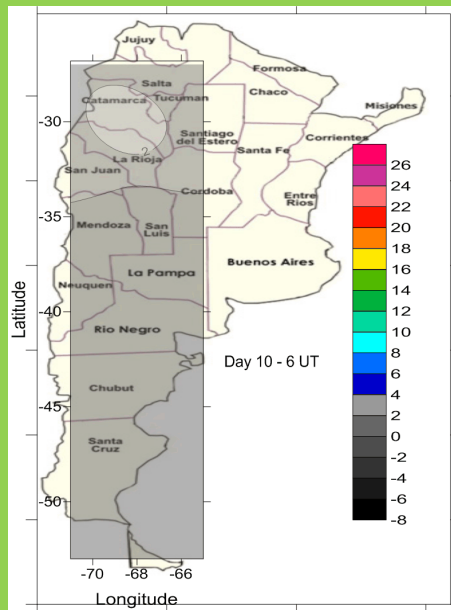 Jujuy
Formosa
Salta
Chaco
Catamarca
Tucuman
Misiones
Santiago
del Estero
Corrientes
Santa Fe
2
La Rioja
San Juan
Cordoba
Entre
Rios
Mendoza
San
Luis
Buenos Aires
La Pampa
Neuquen
Rio Negro
Day 10 - 6 UT
Chubut
Santa
Cruz
-30
-35
-40
-45
-50
Latitude
-70
-68
-66
Longitude
26
24
22
20
18
16
14
12
10
8
6
4
2
0
-2
-4
-6
-8